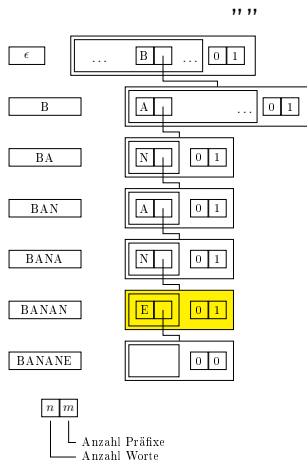 ””
ϵ ... B ... 0 1
B A ... 0 1
BA N 0 1
BAN A 0 1
BANA N 0 1
BANAN E 0 1
BANANE 0 0
n m
Anzahl Präfixe
Anzahl Worte